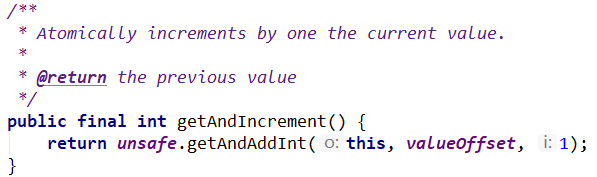 /**
 * Atomically increments by one the current value.
 *
 * @return the previous value
 */
public final int getAndIncrement() {
    return unsafe.getAndAddInt( o: this, valueOffset, i: 1);
}